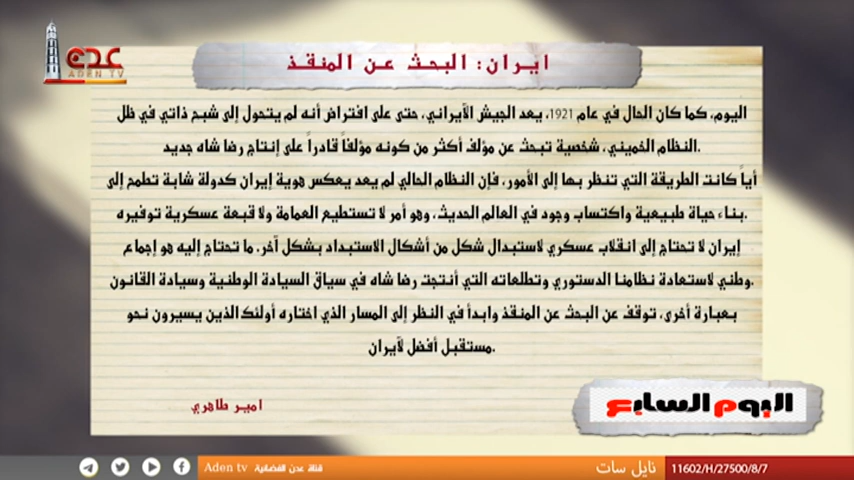 عدن
ADEN TV
ايران: البحث عن المنقذ
اليوم، كما كان الحال في عام 1921، يعد الجيش الآيراني، حتى على افتراض أنه لم يتحول إلى شبح ذاتي في ظل
النظام الخميني، شخصية تبحث عن مؤلف أكثر من كونه مؤلفاً قادراً على إنتاج رضا شاه جديد.
أياً كانت الطريقة التي تنظر بها إلى الأمور، فإن النظام الحالي لم يعد يعكس هوية إيران كدولة شابة تطمح إلى
بناء حياة طبيعية واكتساب وجود في العالم الحديث، وهو أمر لا تستطيع العمامة ولا قبعة عسكرية توفيره.
إيران لا تحتاج إلى انقلاب عسكري لاستبدال شكل من أشكال الاستبداد بشكل آخر. ما تحتاج إليه هو إجماع
وطني لاستعادة نظامنا الدستوري وتطلعاته التي أنتجت رضا شاه في سياق السيادة الوطنية وسيادة القانون.
بعبارة أخرى، توقف عن البحث عن المنقذ وابدأ في النظر إلى المسار الذي اختاره أولئك الذين يسيرون نحو
مستقبل أفضل لآيران.
امير طاهري
اليوم السابع
Aden tv قناة عدن الفضائية
نايل سات
11602/H/27500/8/7